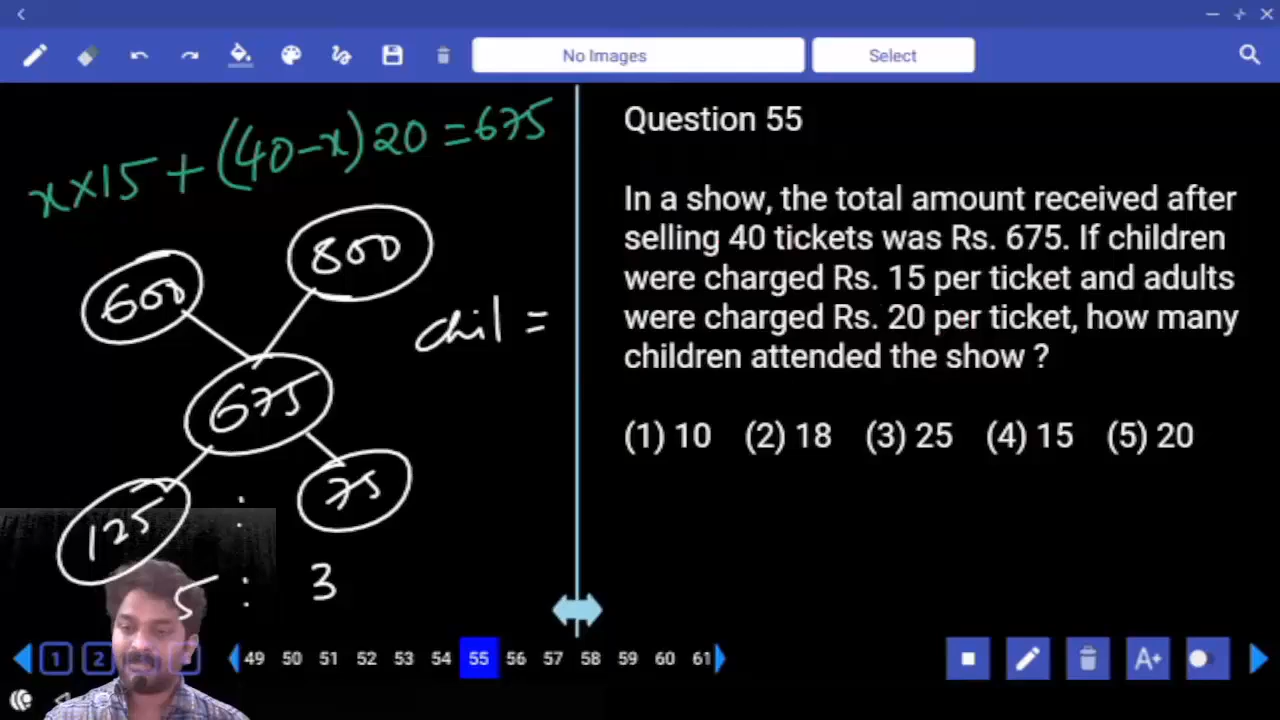 No Images
Select
x×15+(40-x)20=675
600
800
chil =
675
125 : 75
5 : 3
Question 55
In a show, the total amount received after
selling 40 tickets was Rs. 675. If children
were charged Rs. 15 per ticket and adults
were charged Rs. 20 per ticket, how many
children attended the show ?
(1) 10 (2) 18 (3) 25 (4) 15 (5) 20
1 2
49 50 51 52 53 54 55 56 57 58 59 60 61
A+